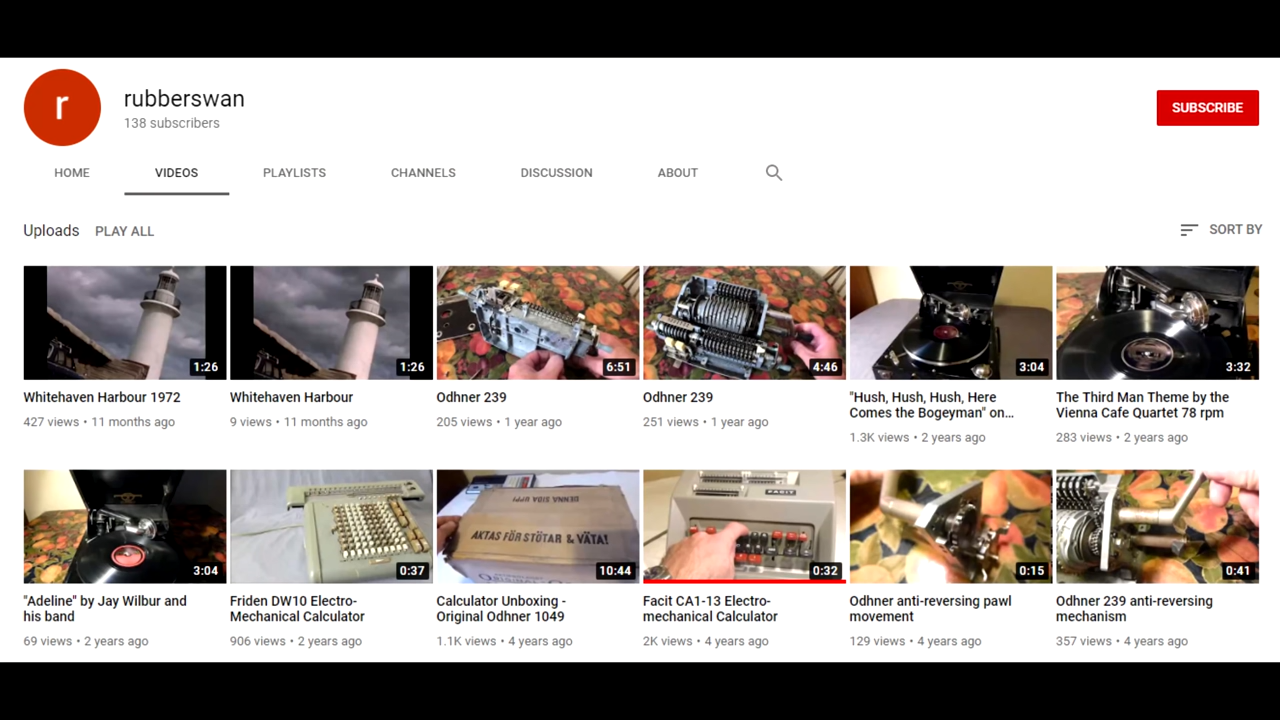 r
rubberswan
138 subscribers
SUBSCRIBE
HOME VIDEOS PLAYLISTS CHANNELS DISCUSSION ABOUT
Uploads PLAY ALL SORT BY
1:26 1:26 6:51 4:46 3:04 3:32
Whitehaven Harbour 1972
427 views • 11 months ago
Whitehaven Harbour
9 views • 11 months ago
Odhner 239
205 views • 1 year ago
Odhner 239
251 views • 1 year ago
"Hush, Hush, Hush, Here
Comes the Bogeyman" on...
1.3K views • 2 years ago
The Third Man Theme by the
Vienna Cafe Quartet 78 rpm
283 views • 2 years ago
DENNA SIDA UPP!
AKTAS FÖR STÖTAR & VÄTA!
FACIT
3:04 0:37 10:44 0:32 0:15 0:41
"Adeline" by Jay Wilbur and
his band
69 views • 2 years ago
Friden DW10 Electro-
Mechanical Calculator
906 views • 2 years ago
Calculator Unboxing -
Original Odhner 1049
1.1K views • 4 years ago
Facit CA1-13 Electro-
mechanical Calculator
2K views • 4 years ago
Odhner anti-reversing pawl
movement
129 views • 4 years ago
Odhner 239 anti-reversing
mechanism
357 views • 4 years ago